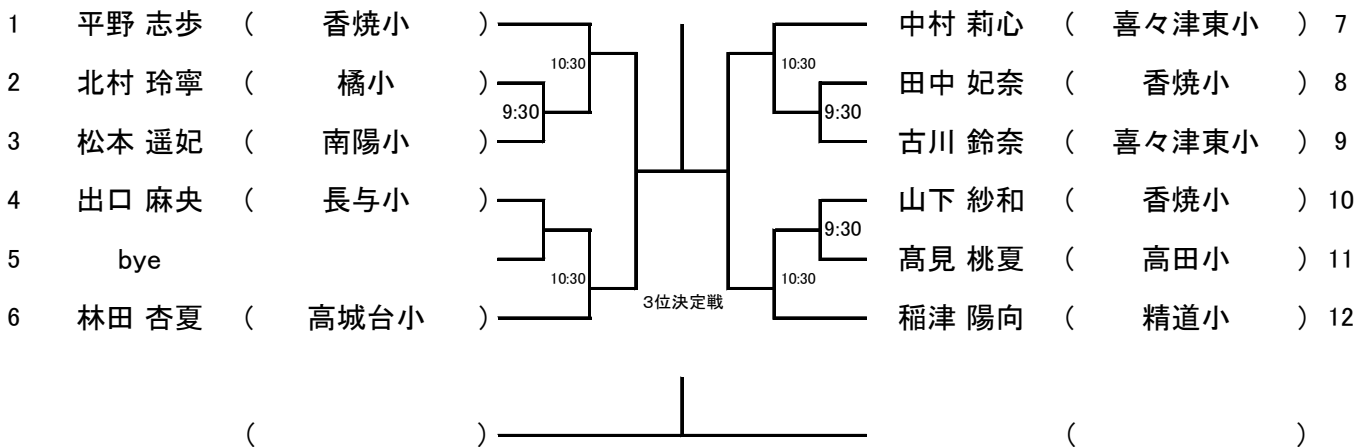 1 平野 志歩 ( 香焼小 ) 中村 莉心 ( 喜々津東小 ) 7
10:30 10:30
2 北村 玲寧 ( 橘小 ) 田中 妃奈 ( 香焼小 ) 8
9:30 9:30
3 松本 遥妃 ( 南陽小 ) 古川 鈴奈 ( 喜々津東小 ) 9
4 出口 麻央 ( 長与小 ) 山下 紗和 ( 香焼小 ) 10
9:30
5 bye 髙見 桃夏 ( 高田小 ) 11
10:30 10:30
3位決定戦
6 林田 杏夏 ( 高城台小 ) 稲津 陽向 ( 精道小 ) 12
( ) ( )